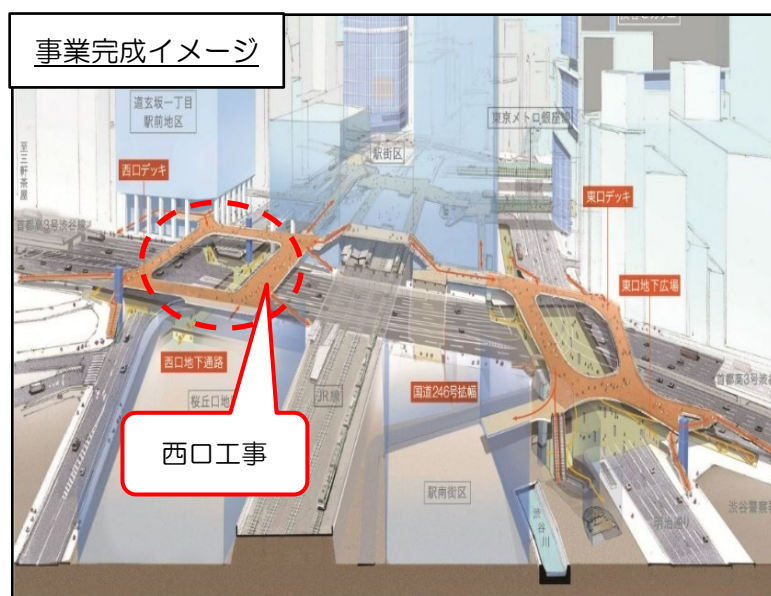 事業完成イメージ
道玄坂一丁目
駅前地区
東京メトロ銀座線
駅街区
西口デッキ
至三軒茶屋
東口デッキ
首都高3号渋谷線
東口地下広場
西口地下通路
首都高3号渋谷
JR線
国道246号拡幅
桜丘口地
西口工事
駅南街区
渋谷川
明治通り
渋谷警察